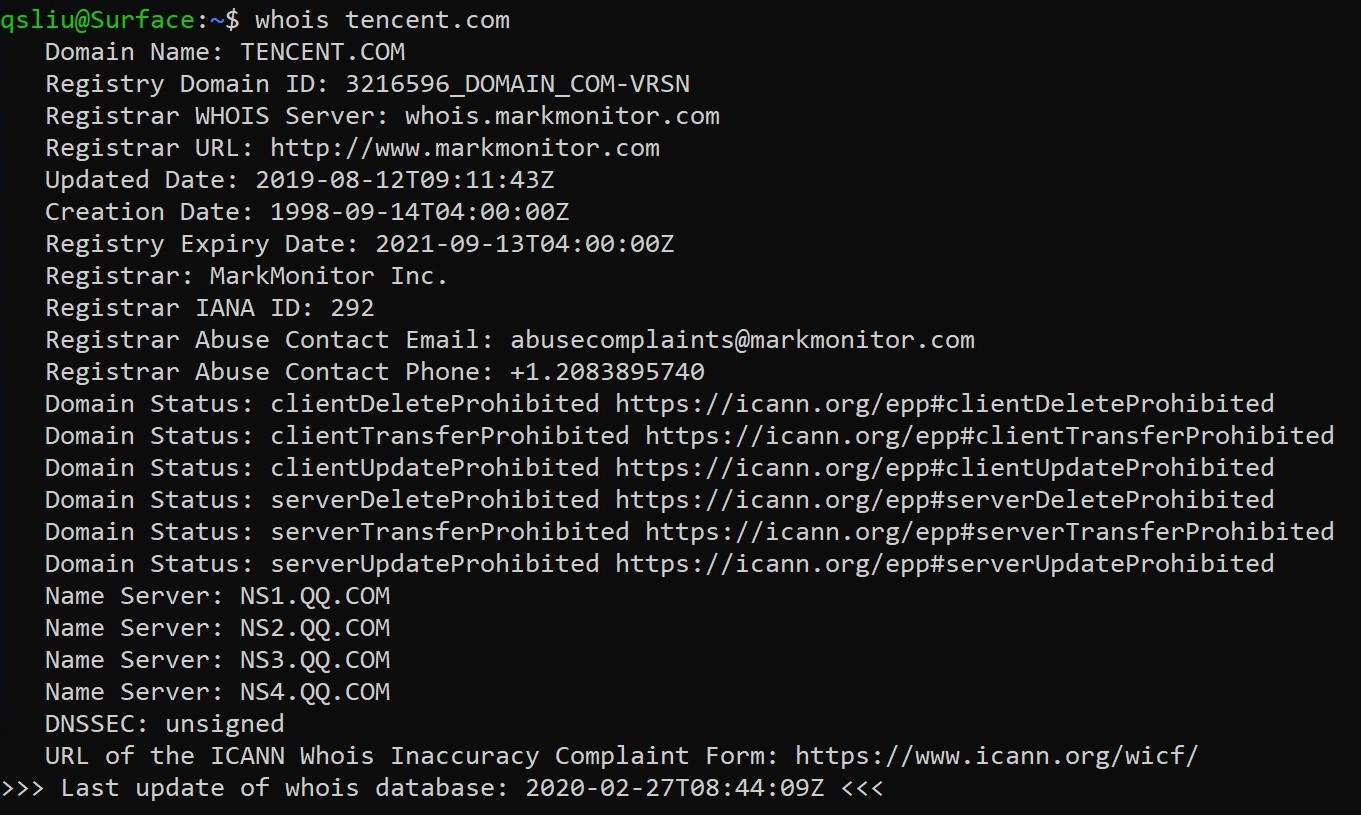 qsliu@Surface:~$ whois tencent.com
Domain Name: TENCENT.COM
Registry Domain ID: 3216596_DOMAIN_COM-VRSN
Registrar WHOIS Server: whois.markmonitor.com
Registrar URL: http://www.markmonitor.com
Updated Date: 2019-08-12T09:11:43Z
Creation Date: 1998-09-14T04:00:00Z
Registry Expiry Date: 2021-09-13T04:00:00Z
Registrar: MarkMonitor Inc.
Registrar IANA ID: 292
Registrar Abuse Contact Email: abusecomplaints@markmonitor.com
Registrar Abuse Contact Phone: +1.2083895740
Domain Status: clientDeleteProhibited https://icann.org/epp#clientDeleteProhibited
Domain Status: clientTransferProhibited https://icann.org/epp#clientTransferProhibited
Domain Status: clientUpdateProhibited https://icann.org/epp#clientUpdateProhibited
Domain Status: serverDeleteProhibited https://icann.org/epp#serverDeleteProhibited
Domain Status: serverTransferProhibited https://icann.org/epp#serverTransferProhibited
Domain Status: serverUpdateProhibited https://icann.org/epp#serverUpdateProhibited
Name Server: NS1.QQ.COM
Name Server: NS2.QQ.COM
Name Server: NS3.QQ.COM
Name Server: NS4.QQ.COM
DNSSEC: unsigned
URL of the ICANN Whois Inaccuracy Complaint Form: https://www.icann.org/wicf/
>>> Last update of whois database: 2020-02-27T08:44:09Z <<<